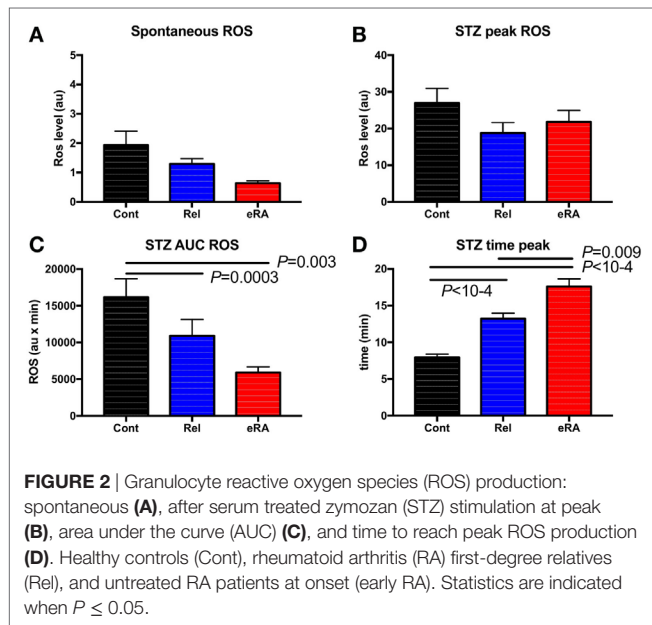 A
Spontaneous ROS
Ros level (au)
5
4
3
2
1
0
Cont Rel eRA
B
STZ peak ROS
Ros level (au)
40
30
20
10
0
Cont Rel eRA
C
STZ AUC ROS
P=0.003
P=0.0003
ROS (au x min)
20000
15000
10000
5000
0
Cont Rel eRA
D
STZ time peak
P=0.009
P<10-4
P<10-4
time (min)
20
15
10
5
0
Cont Rel eRA
FIGURE 2 | Granulocyte reactive oxygen species (ROS) production:
spontaneous (A), after serum treated zymozan (STZ) stimulation at peak
(B), area under the curve (AUC) (C), and time to reach peak ROS production
(D). Healthy controls (Cont), rheumatoid arthritis (RA) first-degree relatives
(Rel), and untreated RA patients at onset (early RA). Statistics are indicated
when P ≤ 0.05.